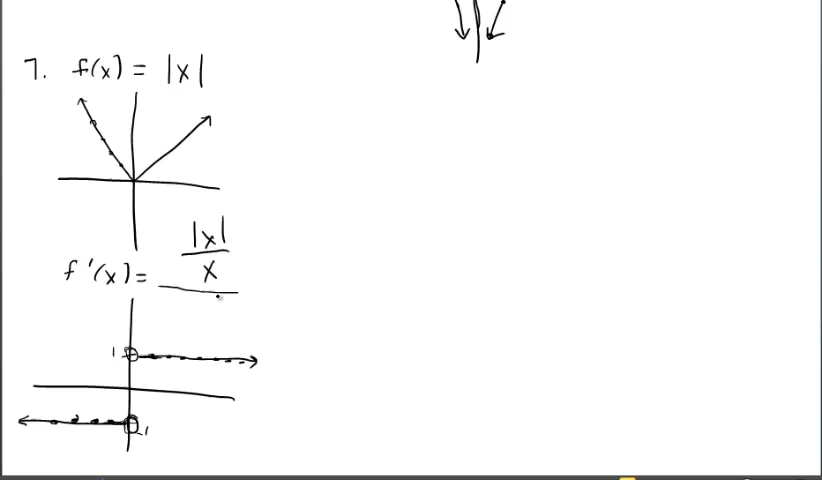 7. f(x) = |x|
f'(x) = |x|/x
1
-1